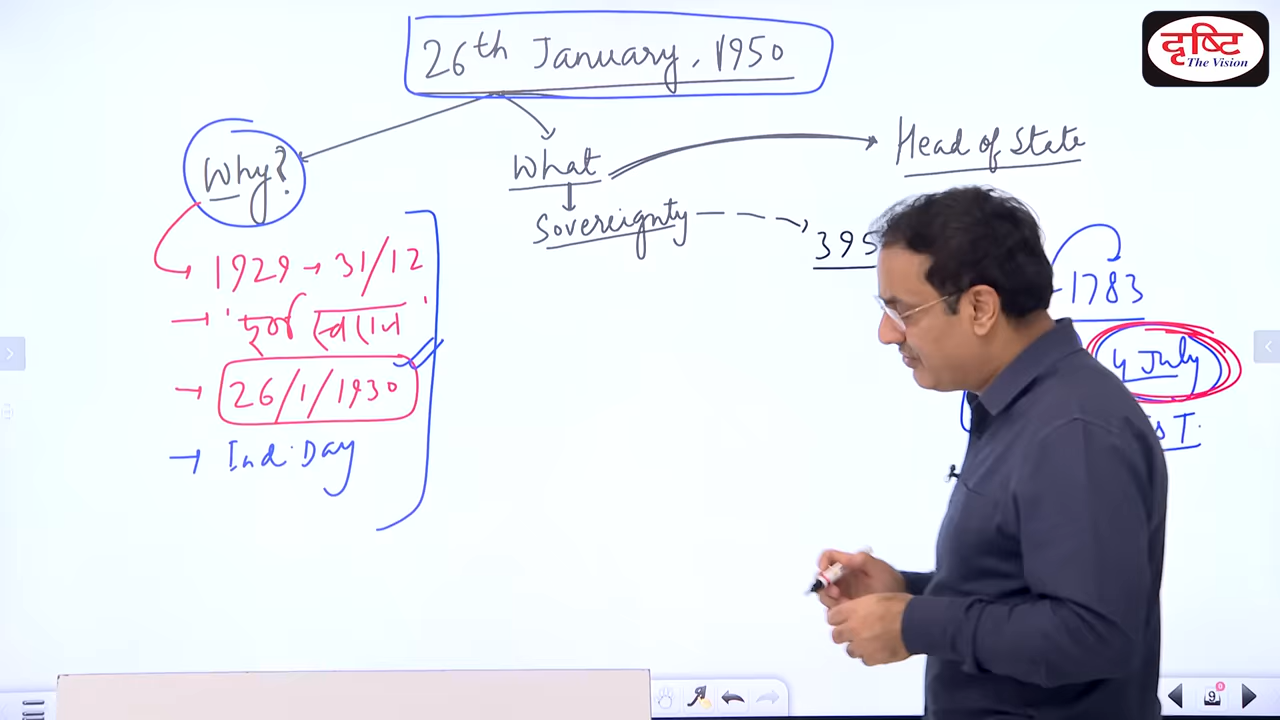 26th January, 1950
दृष्टि
The Vision
Why?
What
Head of State
Sovereignty
395
1783
1929 → 31/12
→ 'पूर्ण स्वराज'
4 July
→ 26/1/1930
→ Ind. Day
9